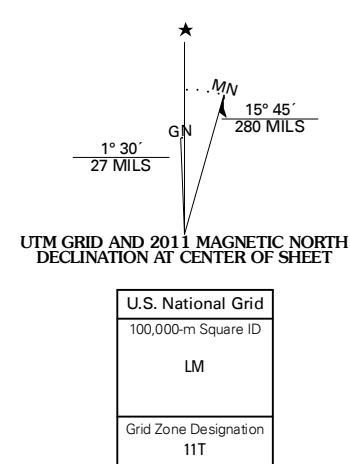 ★
MN
GN
15° 45´
280 MILS
1° 30´
27 MILS
UTM GRID AND 2011 MAGNETIC NORTH
DECLINATION AT CENTER OF SHEET
U.S. National Grid
100,000-m Square ID
LM
Grid Zone Designation
11T